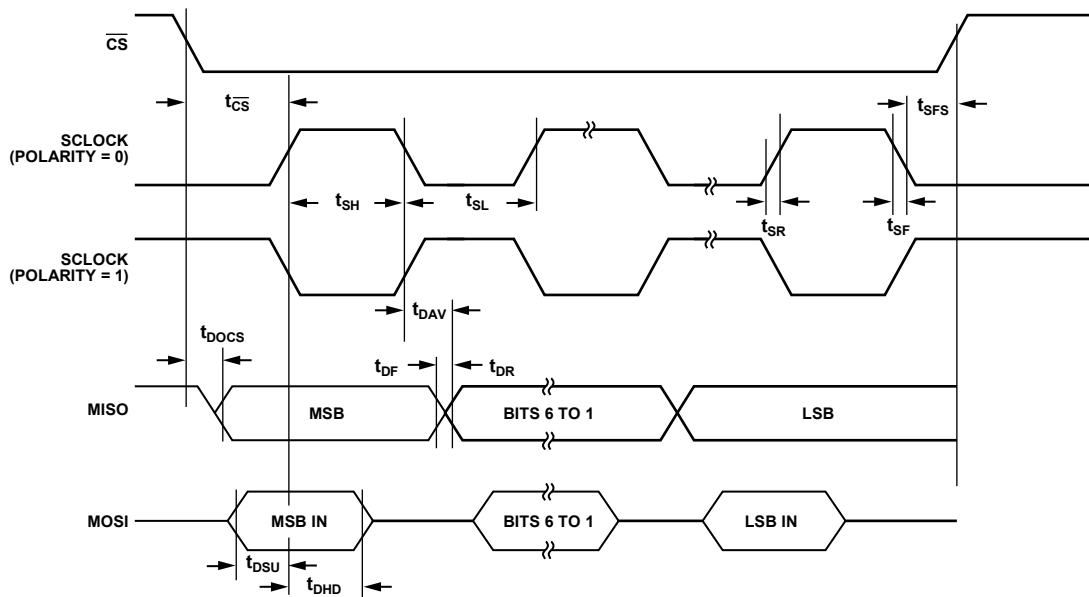 CS
tCS
tSFS
SCLOCK
(POLARITY = 0)
tSH
tSL
tSR
tSF
SCLOCK
(POLARITY = 1)
tDAV
tDOCS
tDF
tDR
MISO
MSB
BITS 6 TO 1
LSB
MOSI
MSB IN
BITS 6 TO 1
LSB IN
tDSU
tDHD